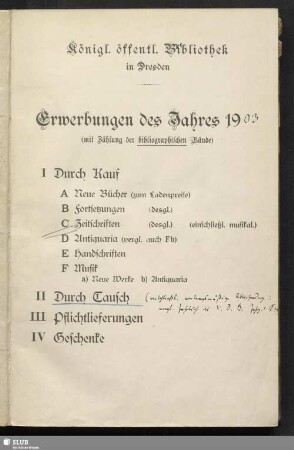 Königl. öffentl. Bibliothek
in Dresden
Erwerbungen des Jahres 1903
(mit Zählung der bibliographischen Bände)
I Durch Kauf
A Neue Bücher (zum Ladenpreise)
B Fortsetzungen (desgl.)
C Zeitschriften (desgl.) (einschließl. musikal.)
D Antiquaria (vergl. auch Fb)
E Handschriften
F Musik
a) Neue Werke b) Antiquaria
II Durch Tausch
III Pflichtlieferungen
IV Geschenke
SLUB